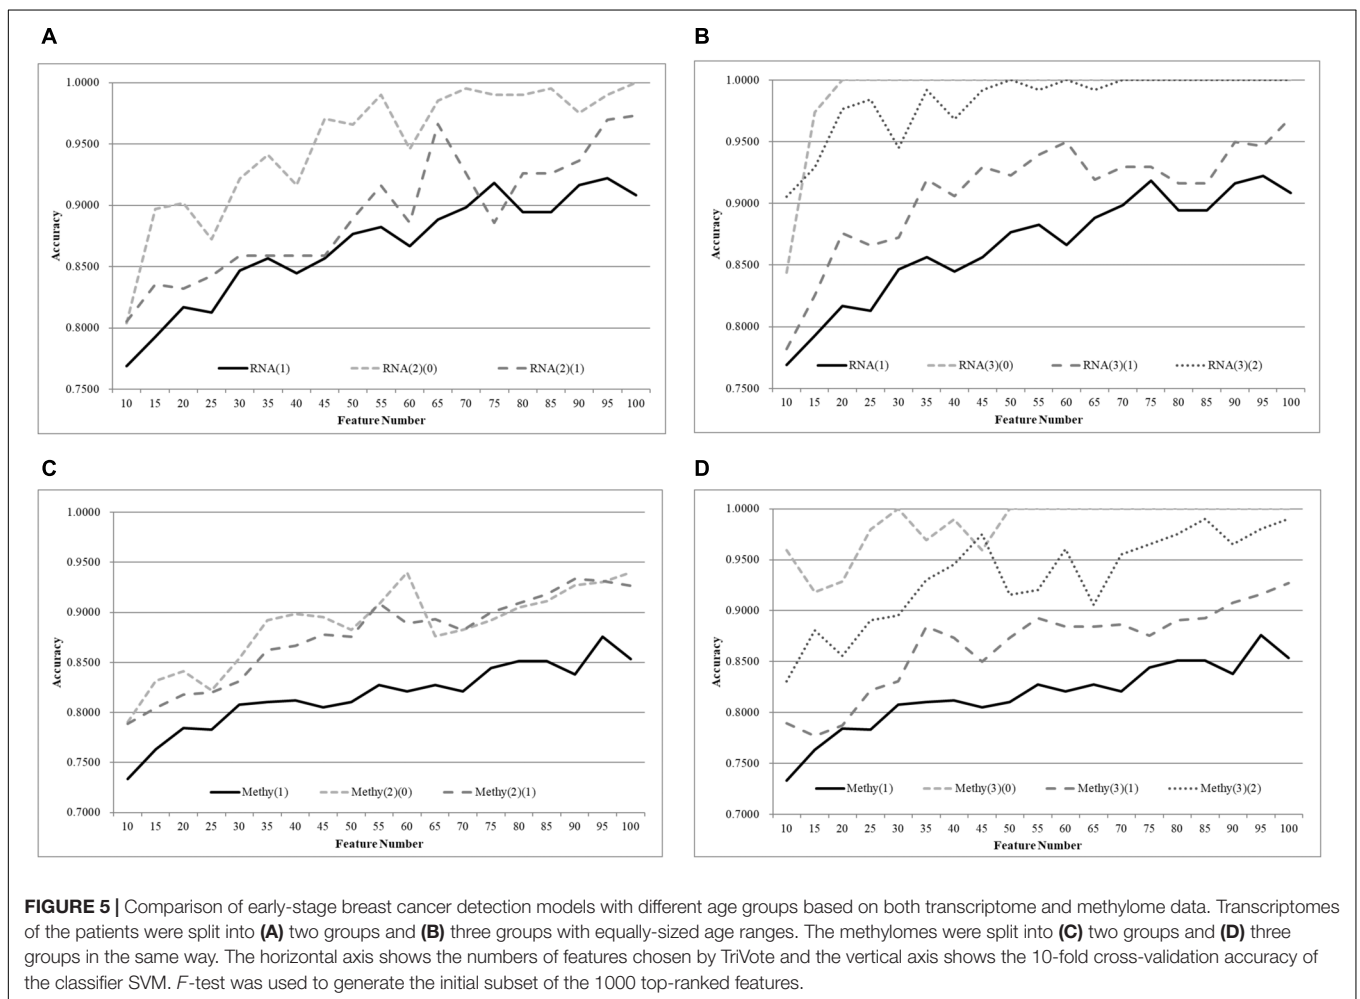 A
1.0000
0.9500
0.9000
0.8500
0.8000
0.7500
Accuracy
RNA(1) RNA(2)(0) RNA(2)(1)
10 15 20 25 30 35 40 45 50 55 60 65 70 75 80 85 90 95 100
Feature Number
B
1.0000
0.9500
0.9000
0.8500
0.8000
0.7500
Accuracy
RNA(1) RNA(3)(0) RNA(3)(1) RNA(3)(2)
10 15 20 25 30 35 40 45 50 55 60 65 70 75 80 85 90 95 100
Feature Number
C
1.0000
0.9500
0.9000
0.8500
0.8000
0.7500
0.7000
Accuracy
Methy(1) Methy(2)(0) Methy(2)(1)
10 15 20 25 30 35 40 45 50 55 60 65 70 75 80 85 90 95 100
Feature Number
D
1.0000
0.9500
0.9000
0.8500
0.8000
0.7500
0.7000
Accuracy
Methy(1) Methy(3)(0) Methy(3)(1) Methy(3)(2)
10 15 20 25 30 35 40 45 50 55 60 65 70 75 80 85 90 95 100
Feature Number
FIGURE 5 | Comparison of early-stage breast cancer detection models with different age groups based on both transcriptome and methylome data. Transcriptomes
of the patients were split into (A) two groups and (B) three groups with equally-sized age ranges. The methylomes were split into (C) two groups and (D) three
groups in the same way. The horizontal axis shows the numbers of features chosen by TriVote and the vertical axis shows the 10-fold cross-validation accuracy of
the classifier SVM. F-test was used to generate the initial subset of the 1000 top-ranked features.